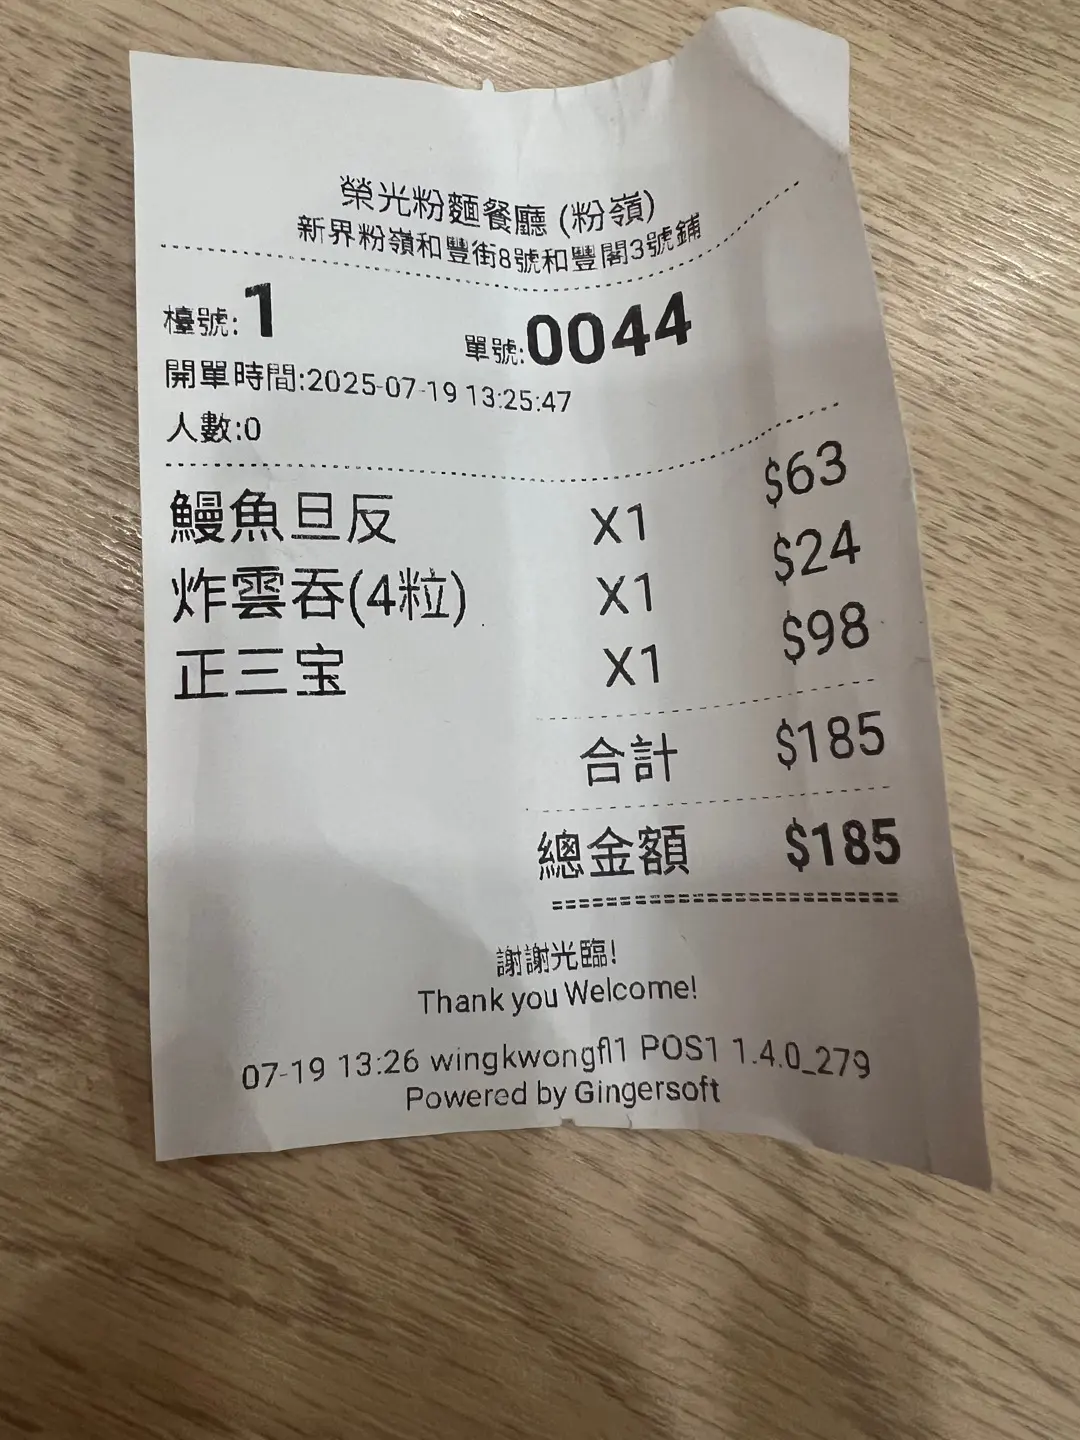 榮光粉麵餐廳 (粉嶺)
新界粉嶺和豐街8號和豐閣3號鋪
檯號:1 單號:0044
開單時間:2025-07-19 13:25:47
人數:0
鰻魚旦反 X1 $63
炸雲吞(4粒) X1 $24
正三宝 X1 $98
合計 $185
總金額 $185
謝謝光臨!
Thank you Welcome!
07-19 13:26 wingkwongfl1 POS1 1.4.0_279
Powered by Gingersoft